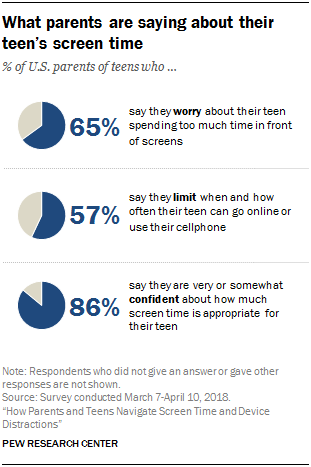 What parents are saying about their
teen's screen time
% of U.S. parents of teens who ...
65%
say they worry about their teen
spending too much time in front
of screens
57%
say they limit when and how
often their teen can go online or
use their cellphone
86%
say they are very or somewhat
confident about how much
screen time is appropriate for
their teen
Note: Respondents who did not give an answer or gave other
responses are not shown.
Source: Survey conducted March 7-April 10, 2018.
“How Parents and Teens Navigate Screen Time and Device
Distractions”
PEW RESEARCH CENTER